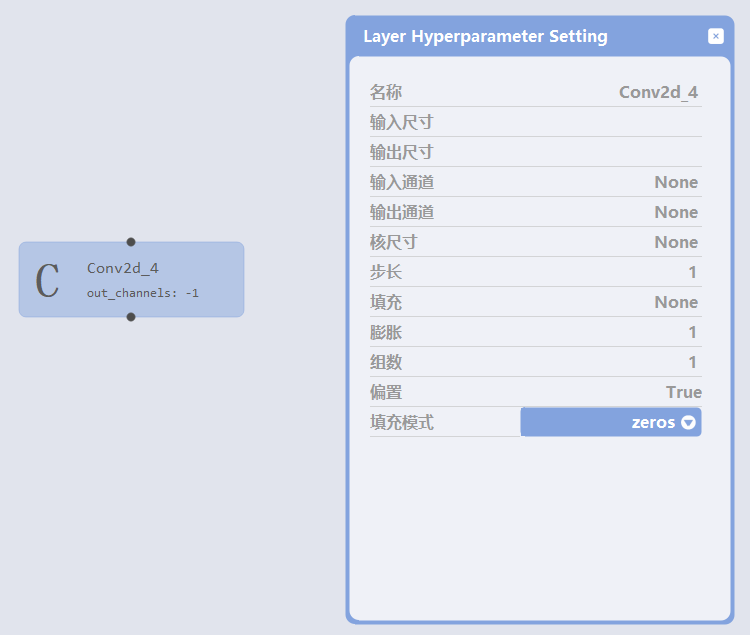 Layer Hyperparameter Setting
名称 Conv2d_4
输入尺寸
输出尺寸
输入通道 None
输出通道 None
核尺寸 None
步长 1
填充 None
膨胀 1
组数 1
偏置 True
填充模式 zeros
C
Conv2d_4
out_channels: -1